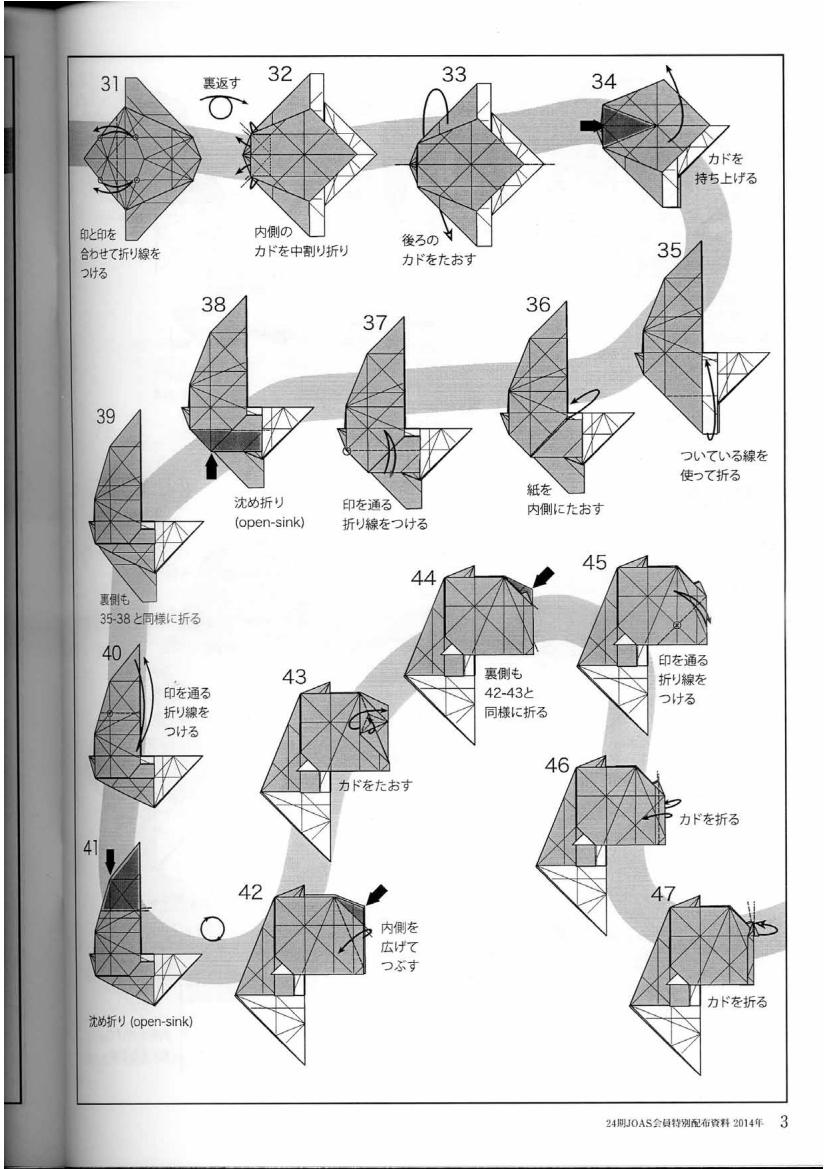 31
印と印を
合わせて折り線を
つける
裏返す
32
内側の
カドを中割り折り
33
後ろの
カドをたおす
34
カドを
持ち上げる
35
ついている線を
使って折る
36
紙を
内側にたおす
37
印を通る
折り線をつける
38
沈め折り
(open-sink)
39
裏側も
35-38と同様に折る
40
印を通る
折り線を
つける
41
沈め折り (open-sink)
42
内側を
広げて
つぶす
43
カドをたおす
44
裏側も
42-43と
同様に折る
45
印を通る
折り線を
つける
46
カドを折る
47
カドを折る
24期JOAS会員特別配布資料 2014年 3